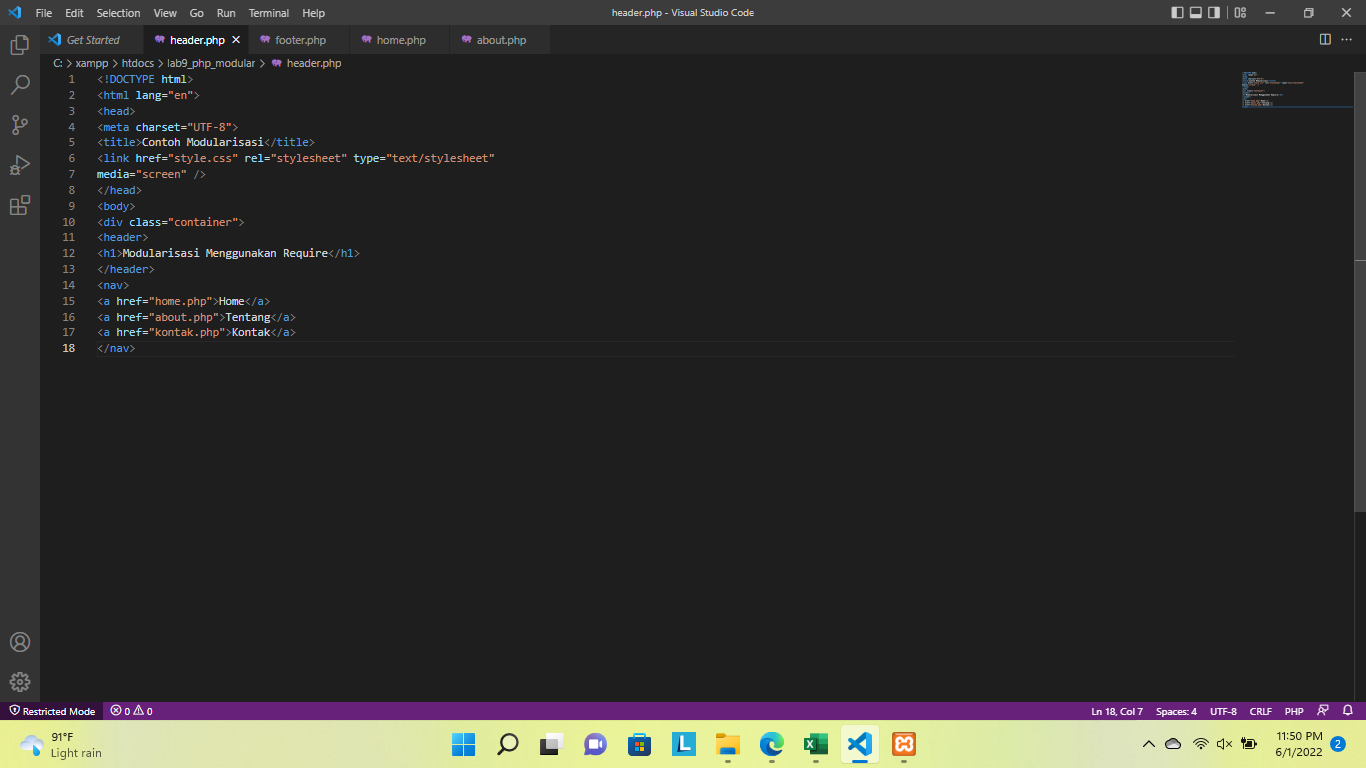 File Edit Selection View Go Run Terminal Help header.php - Visual Studio Code
Get Started header.php footer.php home.php about.php
C: > xampp > htdocs > lab9_php_modular > header.php
1 <!DOCTYPE html>
2 <html lang="en">
3 <head>
4 <meta charset="UTF-8">
5 <title>Contoh Modularisasi</title>
6 <link href="style.css" rel="stylesheet" type="text/stylesheet"
7 media="screen" />
8 </head>
9 <body>
10 <div class="container">
11 <header>
12 <h1>Modularisasi Menggunakan Require</h1>
13 </header>
14 <nav>
15 <a href="home.php">Home</a>
16 <a href="about.php">Tentang</a>
17 <a href="kontak.php">Kontak</a>
18 </nav>
Restricted Mode 0 0 Ln 18, Col 7 Spaces: 4 UTF-8 CRLF PHP
91°F
Light rain
11:50 PM
6/1/2022 2